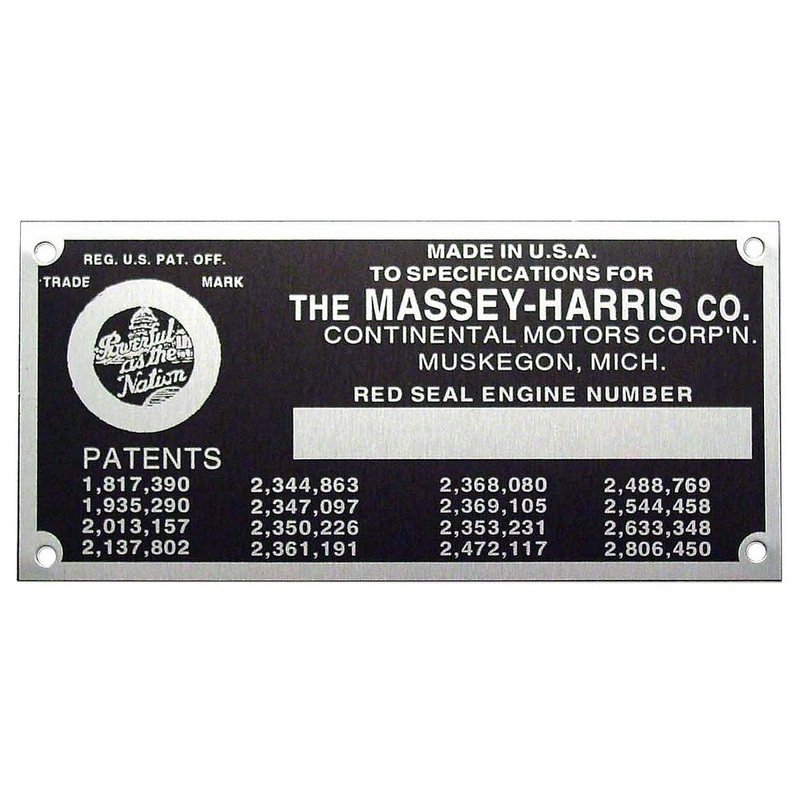 REG. U.S. PAT. OFF.
TRADE MARK
Powerful
as the
Nation
MADE IN U.S.A.
TO SPECIFICATIONS FOR
THE MASSEY-HARRIS CO.
CONTINENTAL MOTORS CORP'N.
MUSKEGON, MICH.
RED SEAL ENGINE NUMBER
PATENTS
1,817,390 2,344,863 2,368,080 2,488,769
1,935,290 2,347,097 2,369,105 2,544,458
2,013,157 2,350,226 2,353,231 2,633,348
2,137,802 2,361,191 2,472,117 2,806,450